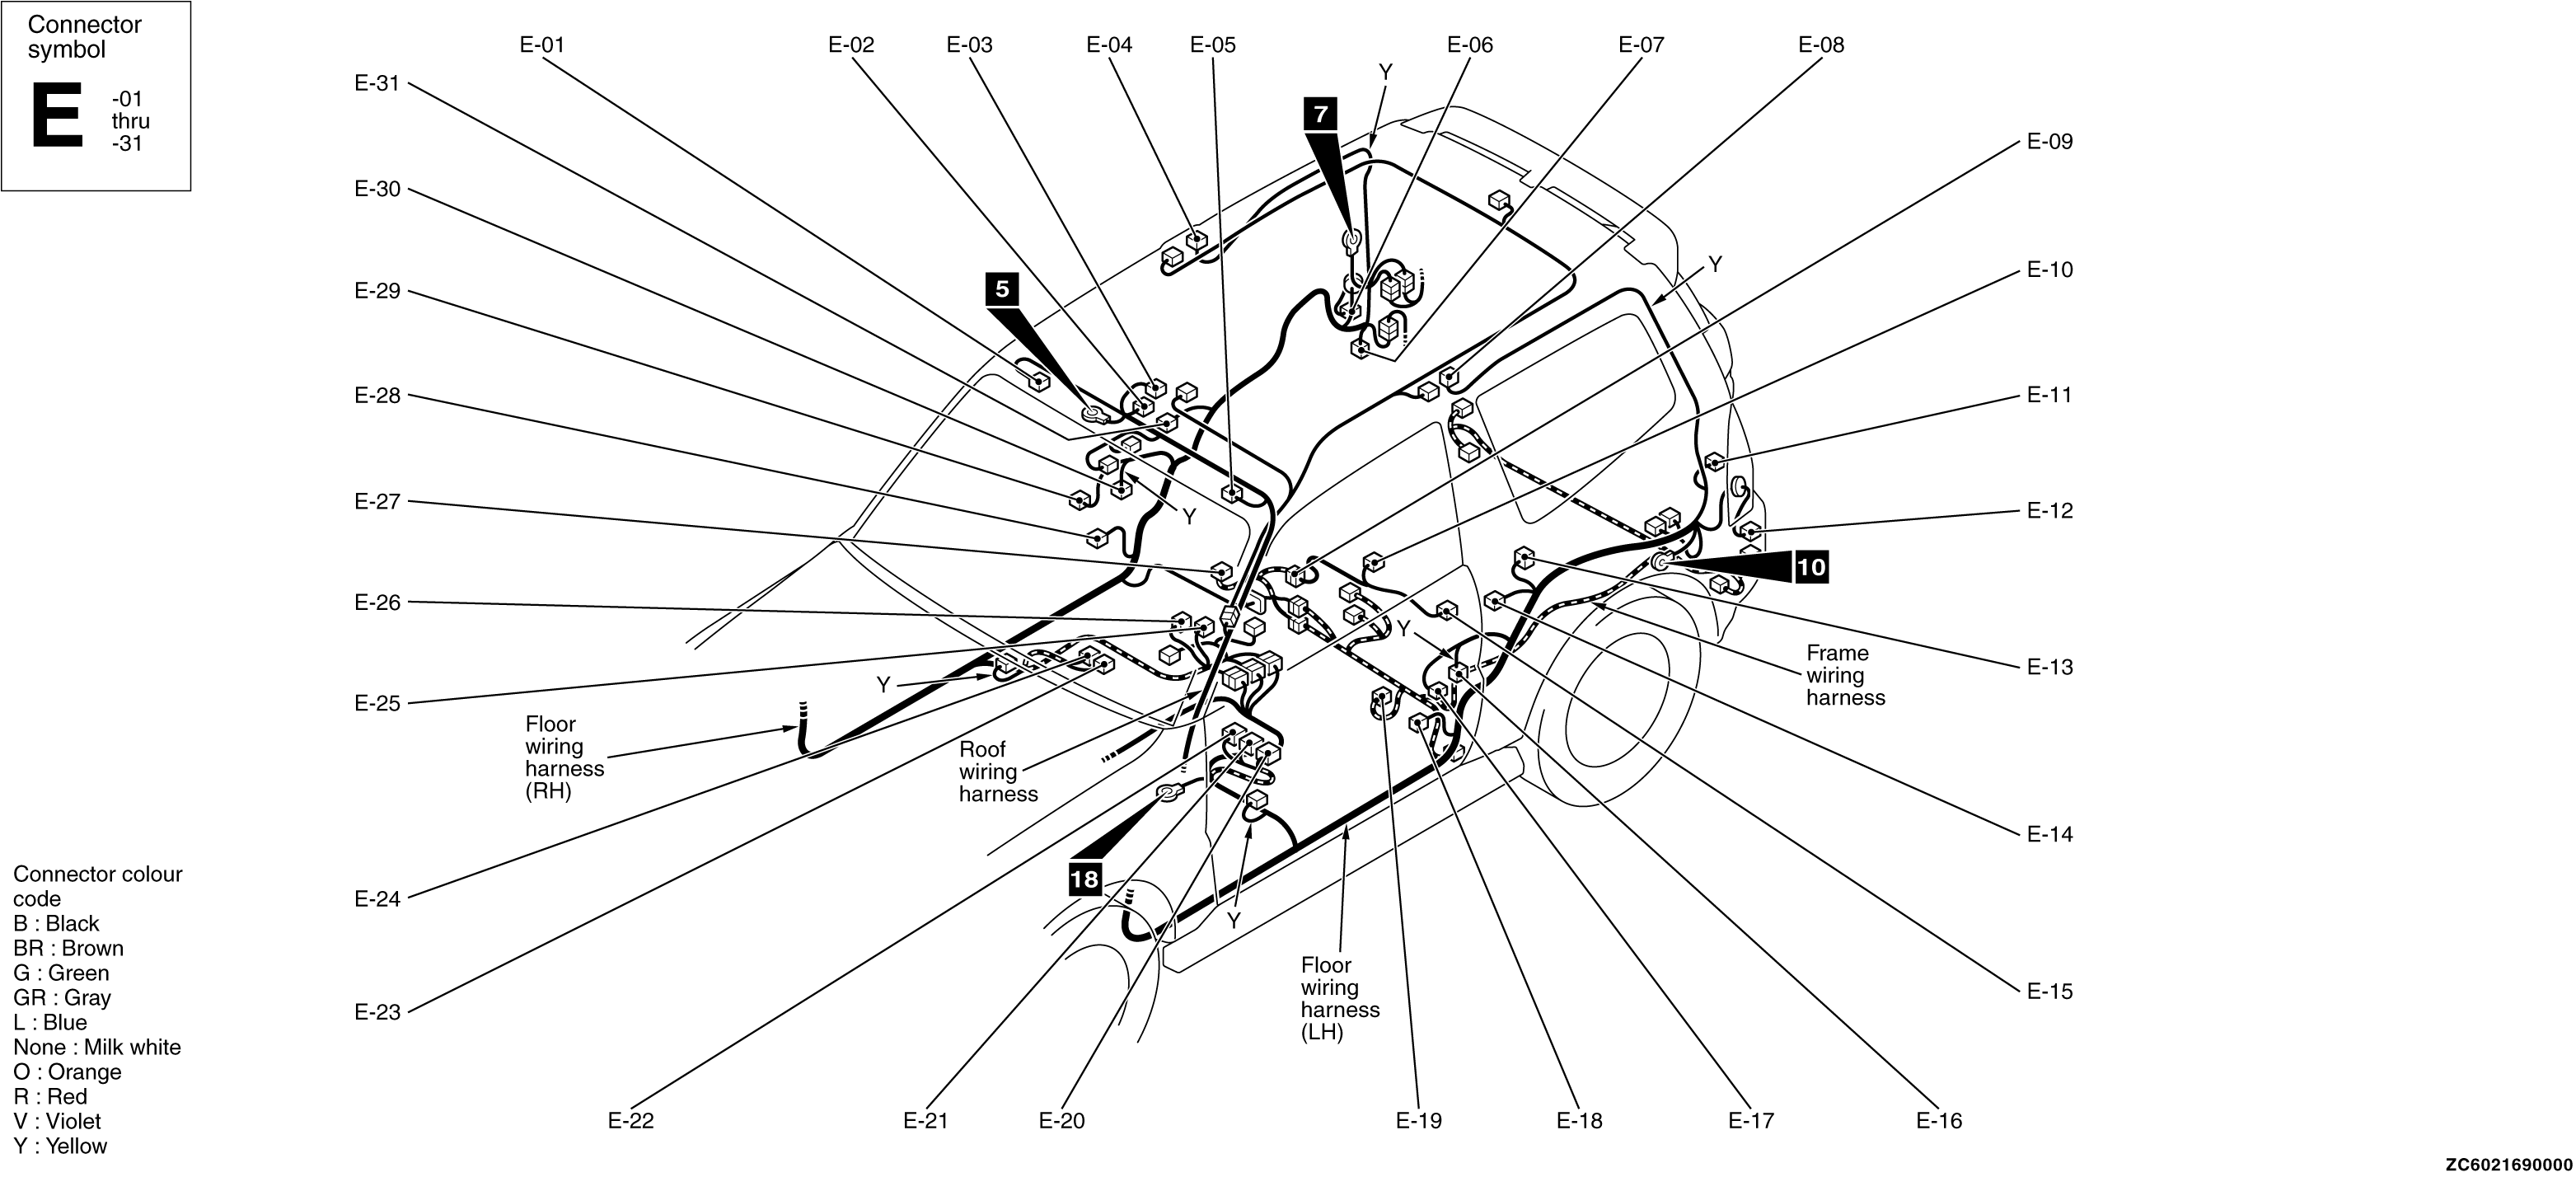 Connector
symbol
E
-01
thru
-31
E-01
E-02
E-03
E-04
E-05
E-06
E-07
E-08
E-31
E-30
E-29
E-28
E-27
E-26
E-25
E-24
E-23
E-09
E-10
E-11
E-12
E-13
E-14
E-15
Y
7
5
Y
Y
10
Y
Y
Y
18
Floor
wiring
harness
(RH)
Roof
wiring
harness
Frame
wiring
harness
Floor
wiring
harness
(LH)
E-22
E-21
E-20
E-19
E-18
E-17
E-16
Connector colour
code
B : Black
BR : Brown
G : Green
GR : Gray
L : Blue
None : Milk white
O : Orange
R : Red
V : Violet
Y : Yellow
ZC6021690000